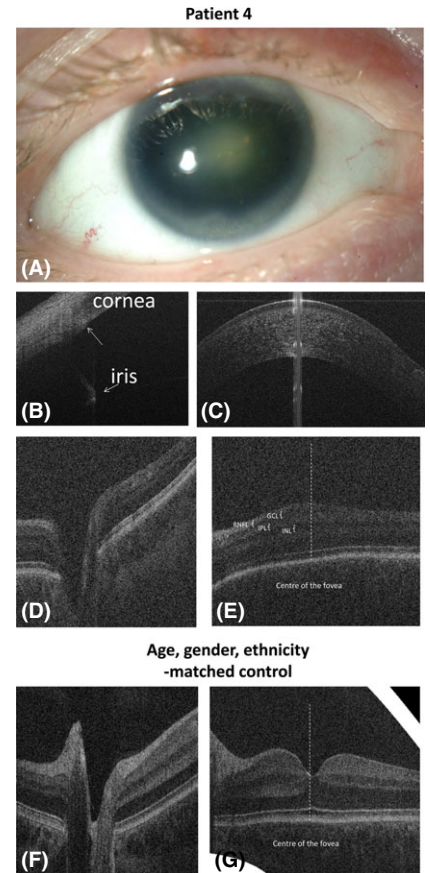 Patient 4
(A)
cornea
iris
(B)
(C)
GCL{
RNFL{
IPL{
INL{
Centre of the fovea
(D)
(E)
Age, gender, ethnicity
-matched control
Centre of the fovea
(F)
(G)